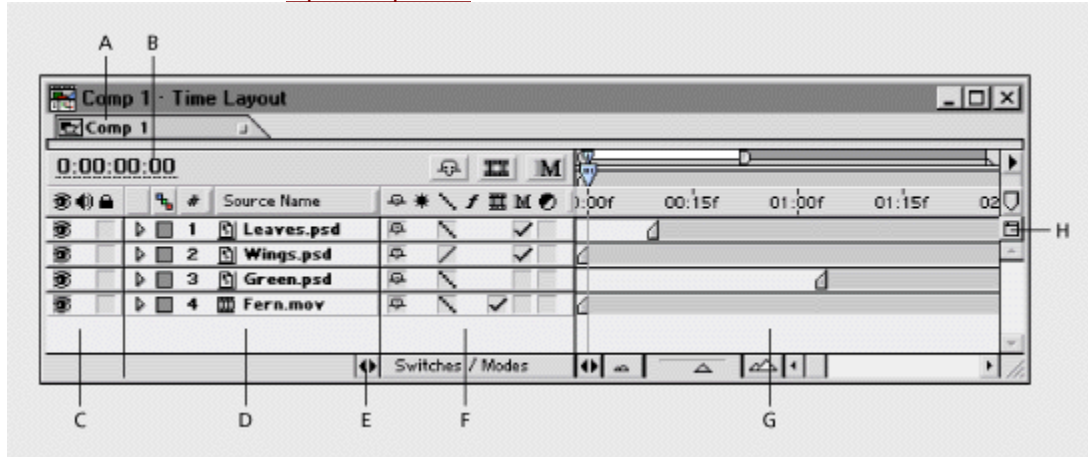 A B
Comp 1 · Time Layout
Comp 1
0:00:00:00 M
# Source Name f M ):00f 00:15f 01:00f 01:15f 02
1 Leaves.psd H
2 Wings.psd
3 Green.psd
4 Fern.mov
Switches / Modes
C D E F G